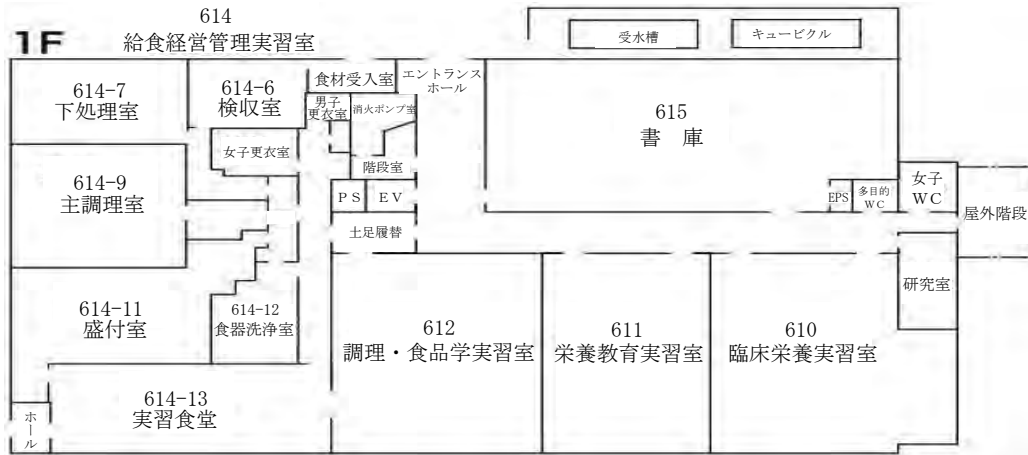 614
1F
給食経営管理実習室
受水槽
キュービクル
614-7
下処理室
614-6
検収室
食材受入室
エントランス
ホール
男子
更衣室
消火ポンプ室
615
書 庫
女子更衣室
階段室
614-9
主調理室
PS
EV
EPS
多目的
WC
女子
WC
屋外階段
土足履替
614-11
盛付室
614-12
食器洗浄室
612
調理・食品学実習室
611
栄養教育実習室
610
臨床栄養実習室
研究室
614-13
実習食堂
ホール